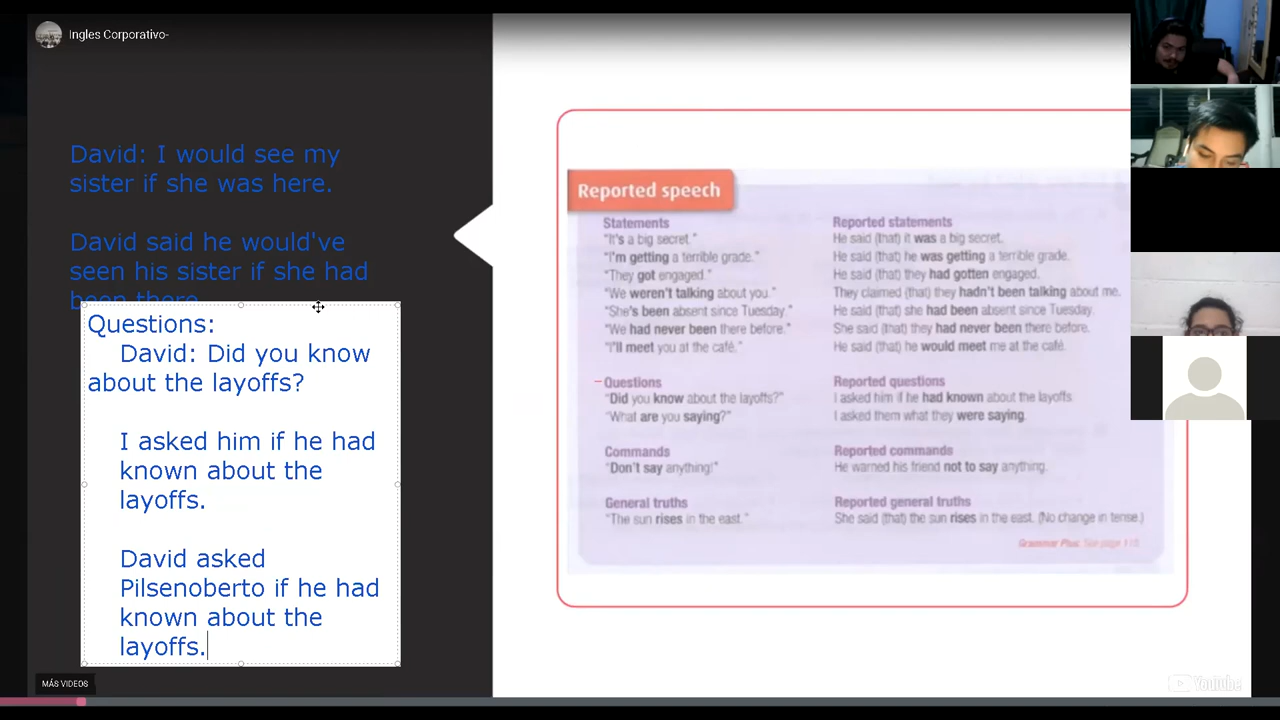 Ingles Corporativo-
David: I would see my
sister if she was here.
David said he would've
seen his sister if she had
been there.
Questions:
David: Did you know
about the layoffs?
I asked him if he had
known about the
layoffs.
David asked
Pilsenoberto if he had
known about the
layoffs.
Reported speech
Statements
"It's a big secret."
"I'm getting a terrible grade."
"They got engaged."
"We weren't talking about you."
"She's been absent since Tuesday."
"We had never been there before."
"I'll meet you at the café."
Reported statements
He said (that) it was a big secret.
He said (that) he was getting a terrible grade.
He said (that) they had gotten engaged.
They claimed (that) they hadn't been talking about me.
He said (that) she had been absent since Tuesday.
She said (that) they had never been there before.
He said (that) he would meet me at the café.
Questions
"Did you know about the layoffs?"
"What are you saying?"
Reported questions
I asked him if he had known about the layoffs.
I asked them what they were saying.
Commands
"Don't say anything!"
Reported commands
He warned his friend not to say anything.
General truths
"The sun rises in the east."
Reported general truths
She said (that) the sun rises in the east. (No change in tense.)
Grammar Plus: See page
MÁS VIDEOS
YouTube